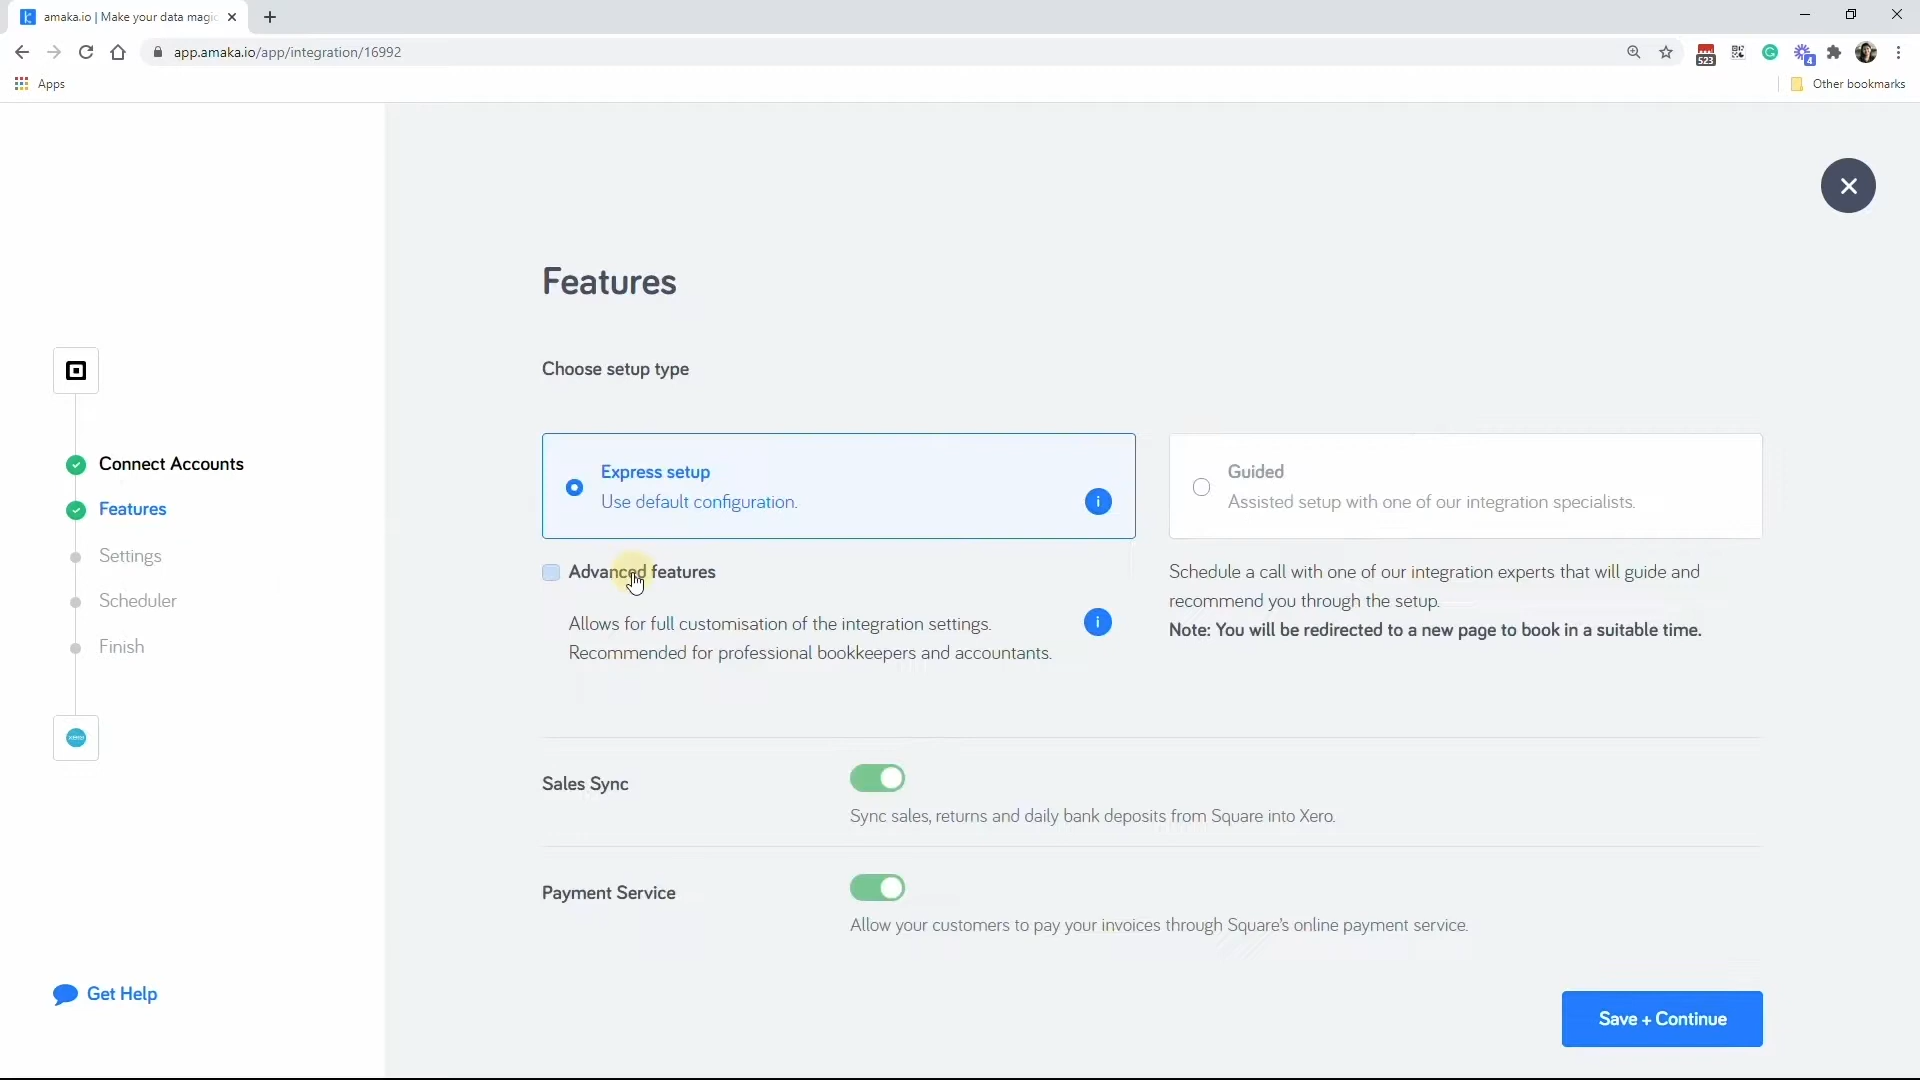 amaka.io | Make your data magic
app.amaka.io/app/integration/16992
523
4
Apps
Other bookmarks
Features
Choose setup type
Express setup
Use default configuration.
i
Guided
Assisted setup with one of our integration specialists.
Connect Accounts
Features
Settings
Scheduler
Finish
Advanced features
Allows for full customisation of the integration settings.
Recommended for professional bookkeepers and accountants.
i
Schedule a call with one of our integration experts that will guide and
recommend you through the setup.
Note: You will be redirected to a new page to book in a suitable time.
Sales Sync
Sync sales, returns and daily bank deposits from Square into Xero.
Payment Service
Allow your customers to pay your invoices through Square's online payment service.
Get Help
Save + Continue